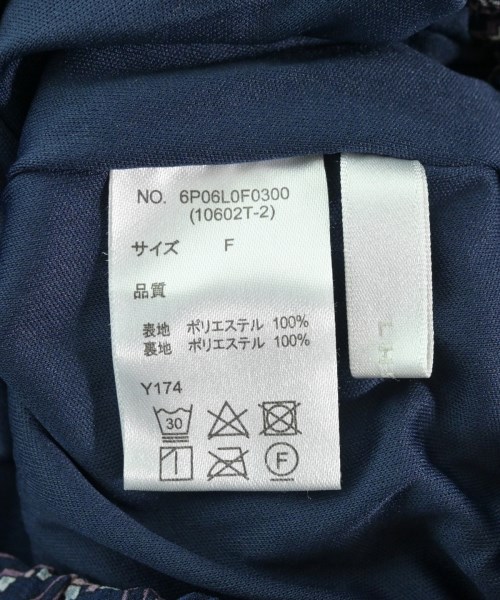 NO. 6P06L0F0300
(10602T-2)
サイズ F
品質
表地 ポリエステル 100%
裏地 ポリエステル 100%
Y174
30
F